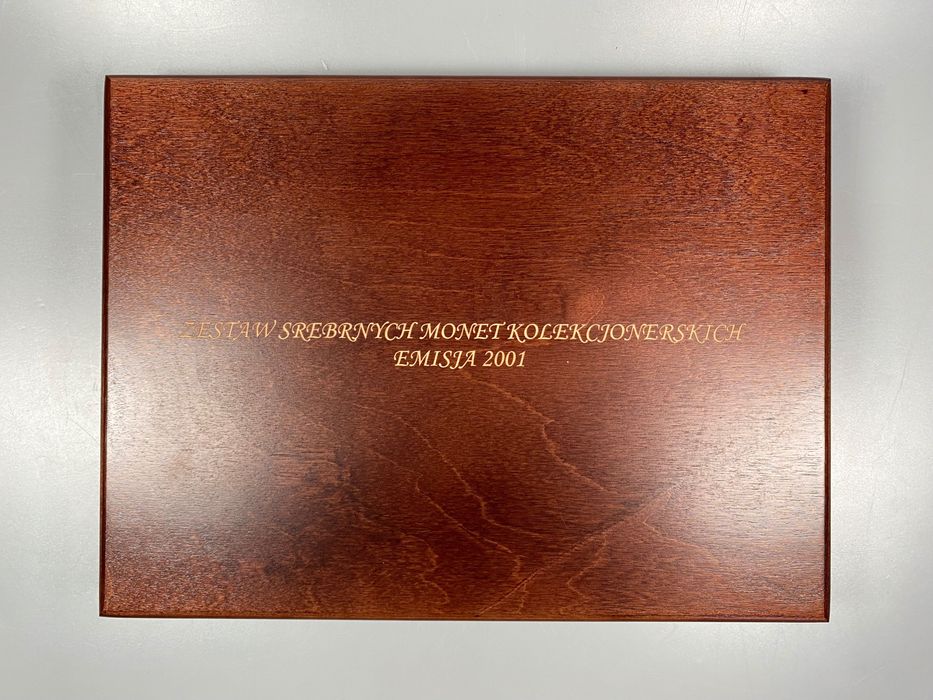 ZESTAW SREBRNYCH MONET KOLEKCJONERSKICH
EMISJA 2001